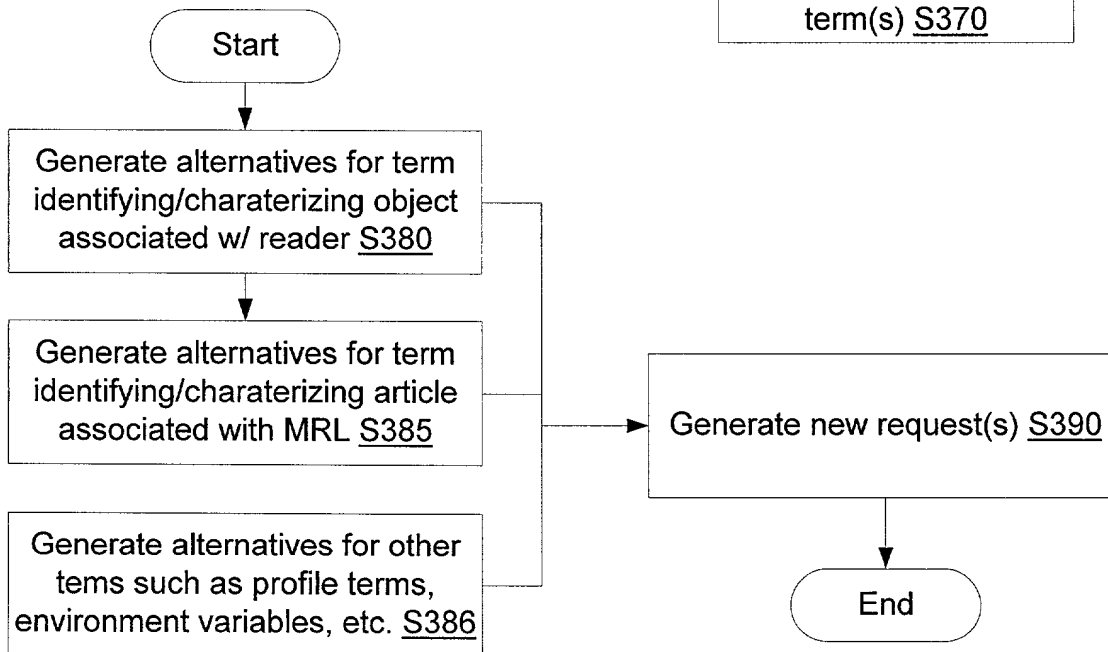 term(s) S370
Start
Generate alternatives for term
identifying/charaterizing object
associated w/ reader S380
Generate alternatives for term
identifying/charaterizing article
associated with MRL S385
Generate alternatives for other
tems such as profile terms,
environment variables, etc. S386
Generate new request(s) S390
End